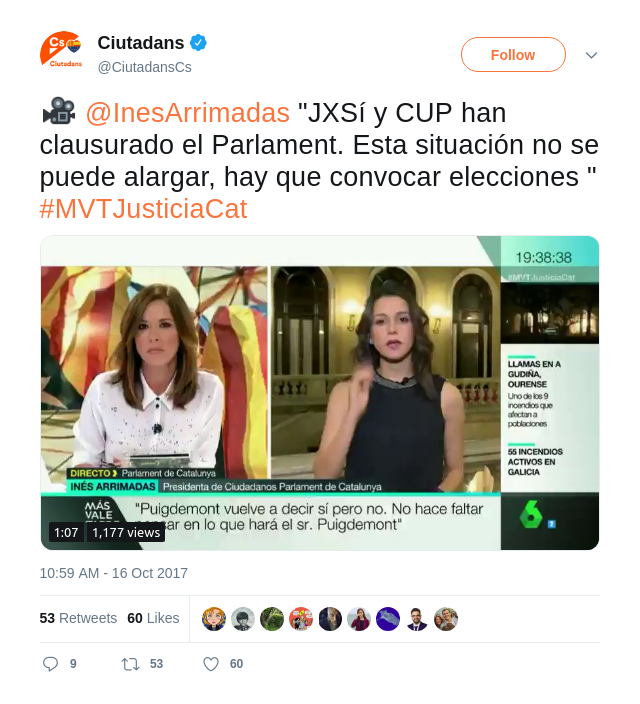 Cs
Ciutadans
Ciutadans
@CiutadansCs
Follow
@InesArrimadas "JXSí y CUP han
clausurado el Parlament. Esta situación no se
puede alargar, hay que convocar elecciones "
#MVTJusticiaCat
19:38:38
#MVTJusticiaCat
LLAMAS EN A
GUDIÑA,
OURENSE
Uno de los 9
incendios que
afectan a
poblaciones
55 INCENDIOS
ACTIVOS EN
GALICIA
DIRECTO Parlament de Catalunya
INÉS ARRIMADAS Presidenta de Ciudadanos Parlament de Catalunya
MÁS
VALE
"Puigdemont vuelve a decir sí pero no. No hace faltar
en lo que hará el sr. Puigdemont"
1:07 1,177 views
10:59 AM - 16 Oct 2017
53 Retweets 60 Likes
9 53 60